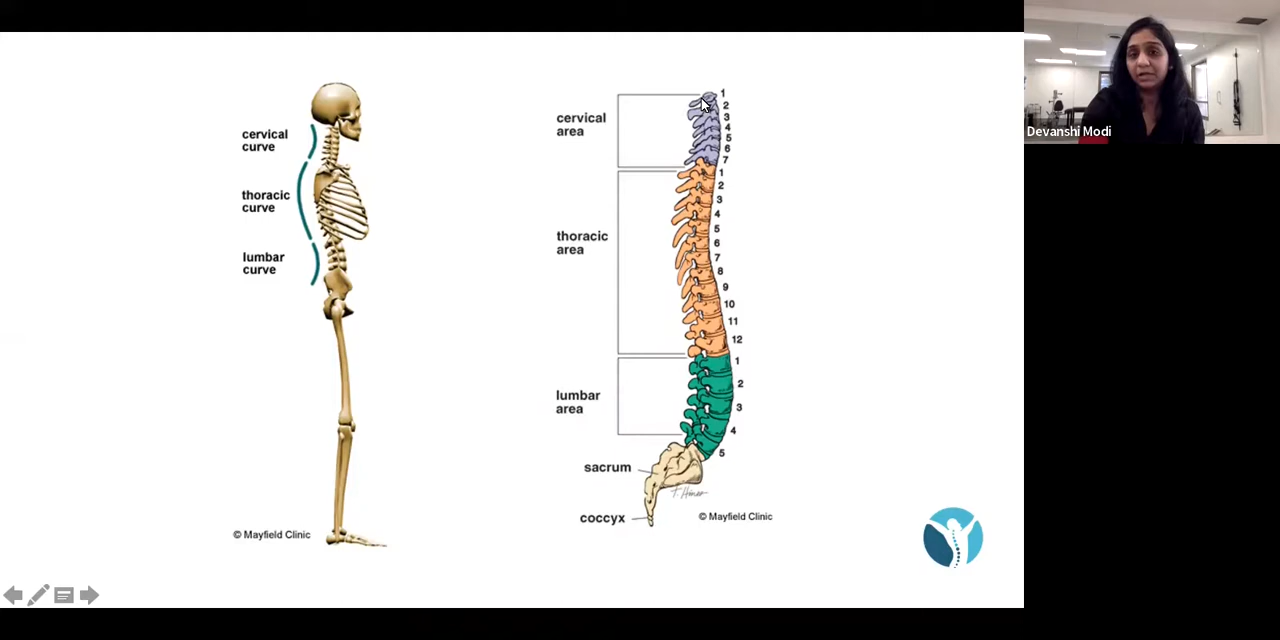 cervical
curve
thoracic
curve
lumbar
curve
© Mayfield Clinic
cervical
area
thoracic
area
lumbar
area
sacrum
coccyx
1
2
3
4
5
6
7
1
2
3
4
5
6
7
8
9
10
11
12
1
2
3
4
5
© Mayfield Clinic
Devanshi Modi